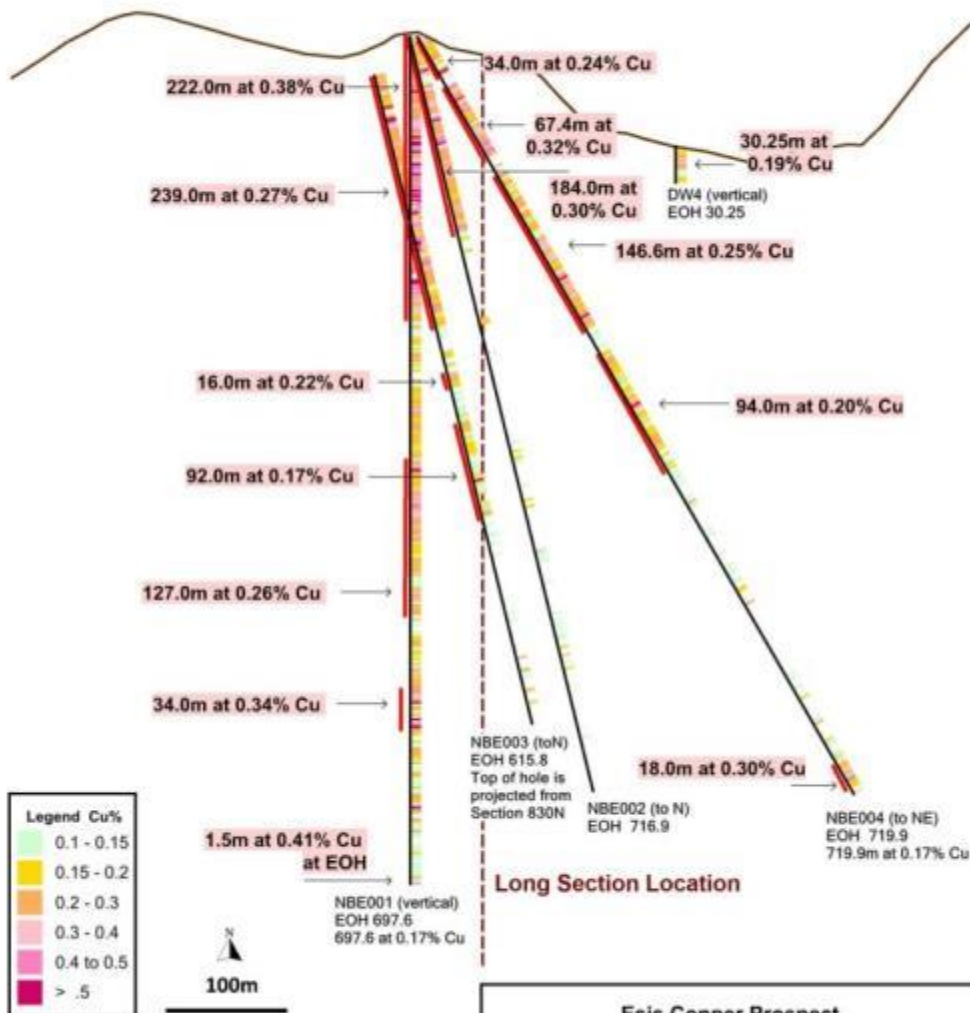 34.0m at 0.24% Cu
222.0m at 0.38% Cu
67.4m at
0.32% Cu
30.25m at
0.19% Cu
239.0m at 0.27% Cu
184.0m at
0.30% Cu
DW4 (vertical)
EOH 30.25
146.6m at 0.25% Cu
16.0m at 0.22% Cu
94.0m at 0.20% Cu
92.0m at 0.17% Cu
127.0m at 0.26% Cu
34.0m at 0.34% Cu
NBE003 (toN)
EOH 615.8
Top of hole is
projected from
Section 830N
18.0m at 0.30% Cu
NBE002 (to N)
EOH 716.9
NBE004 (to NE)
EOH 719.9
719.9m at 0.17% Cu
Legend Cu%
0.1 - 0.15
0.15 - 0.2
0.2 - 0.3
0.3 - 0.4
0.4 to 0.5
> .5
1.5m at 0.41% Cu
at EOH
NBE001 (vertical)
EOH 697.6
697.6 at 0.17% Cu
Long Section Location
N
100m